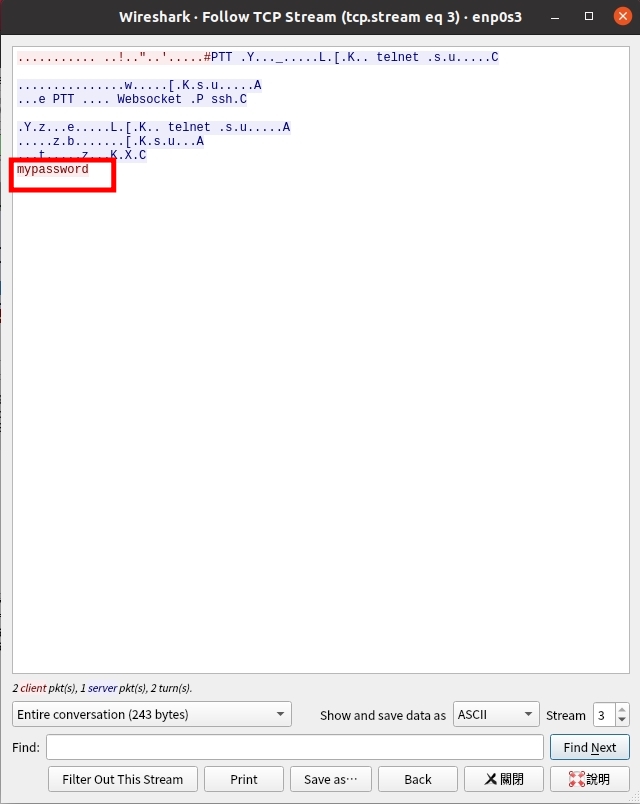 Wireshark · Follow TCP Stream (tcp.stream eq 3) · enp0s3
........... ..!.."..'.....#PTT .Y..._.....L.[.K.. telnet .s.u.....C
...............w.....[.K.s.u.....A
...e PTT .... Websocket .P ssh.C
.Y.z...e.....L.[.K.. telnet .s.u.....A
.....z.b.......[.K.s.u...A
...t.....z...K.X.C
mypassword
2 client pkt(s), 1 server pkt(s), 2 turn(s).
Entire conversation (243 bytes) Show and save data as ASCII Stream 3
Find: Find Next
Filter Out This Stream Print Save as… Back 關閉 說明